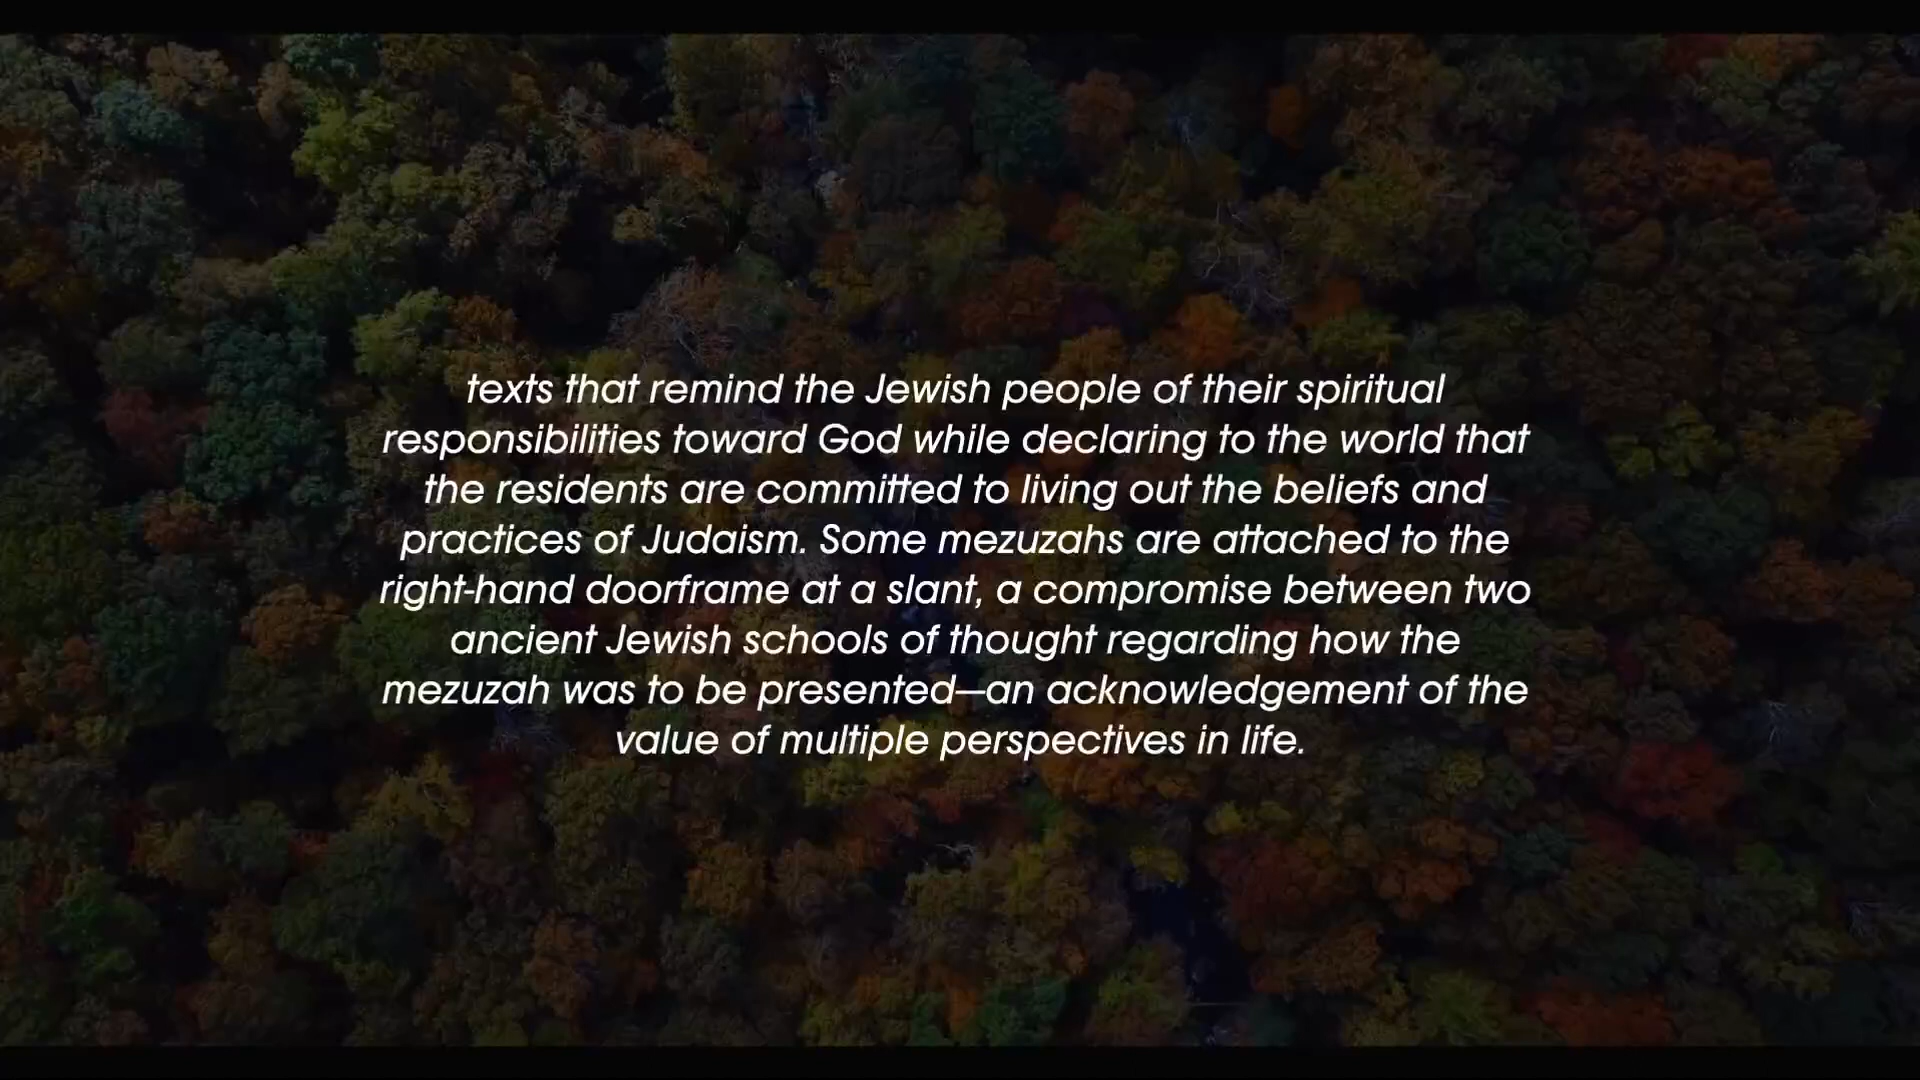 texts that remind the Jewish people of their spiritual
responsibilities toward God while declaring to the world that
the residents are committed to living out the beliefs and
practices of Judaism. Some mezuzahs are attached to the
right-hand doorframe at a slant, a compromise between two
ancient Jewish schools of thought regarding how the
mezuzah was to be presented—an acknowledgement of the
value of multiple perspectives in life.